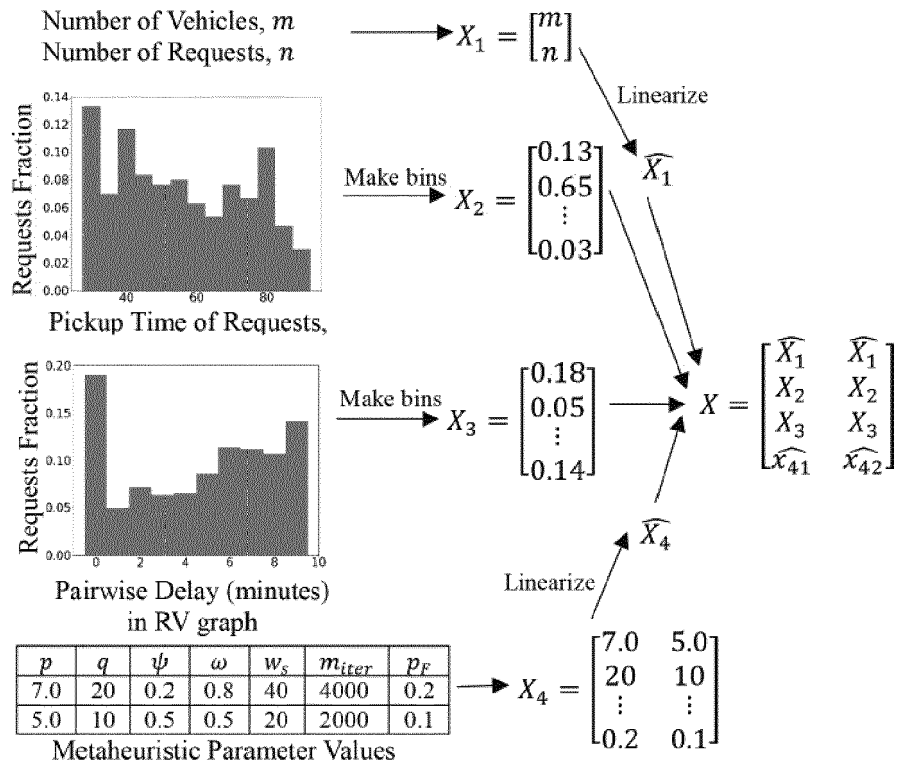 Number of Vehicles, m
Number of Requests, n
X₁ = [m n]
Linearize
X̂₁
0.14
0.12
0.10
0.08
0.06
0.04
0.02
0.00
Requests Fraction
40 60 80
Pickup Time of Requests,
Make bins
X₂ = [0.13 0.65 ⋮ 0.03]
0.20
0.15
0.10
0.05
0.00
Requests Fraction
0 2 4 6 8 10
Pairwise Delay (minutes)
in RV graph
Make bins
X₃ = [0.18 0.05 ⋮ 0.14]
X = 
X̂₁ X̂₁
X₂ X₂
X₃ X₃
x̂₄₁ x̂₄₂
X̂₄
Linearize
p q ψ ω wₛ m_iter p_F
7.0 20 0.2 0.8 40 4000 0.2
5.0 10 0.5 0.5 20 2000 0.1
Metaheuristic Parameter Values
X₄ =
7.0 5.0
20 10
⋮ ⋮
0.2 0.1